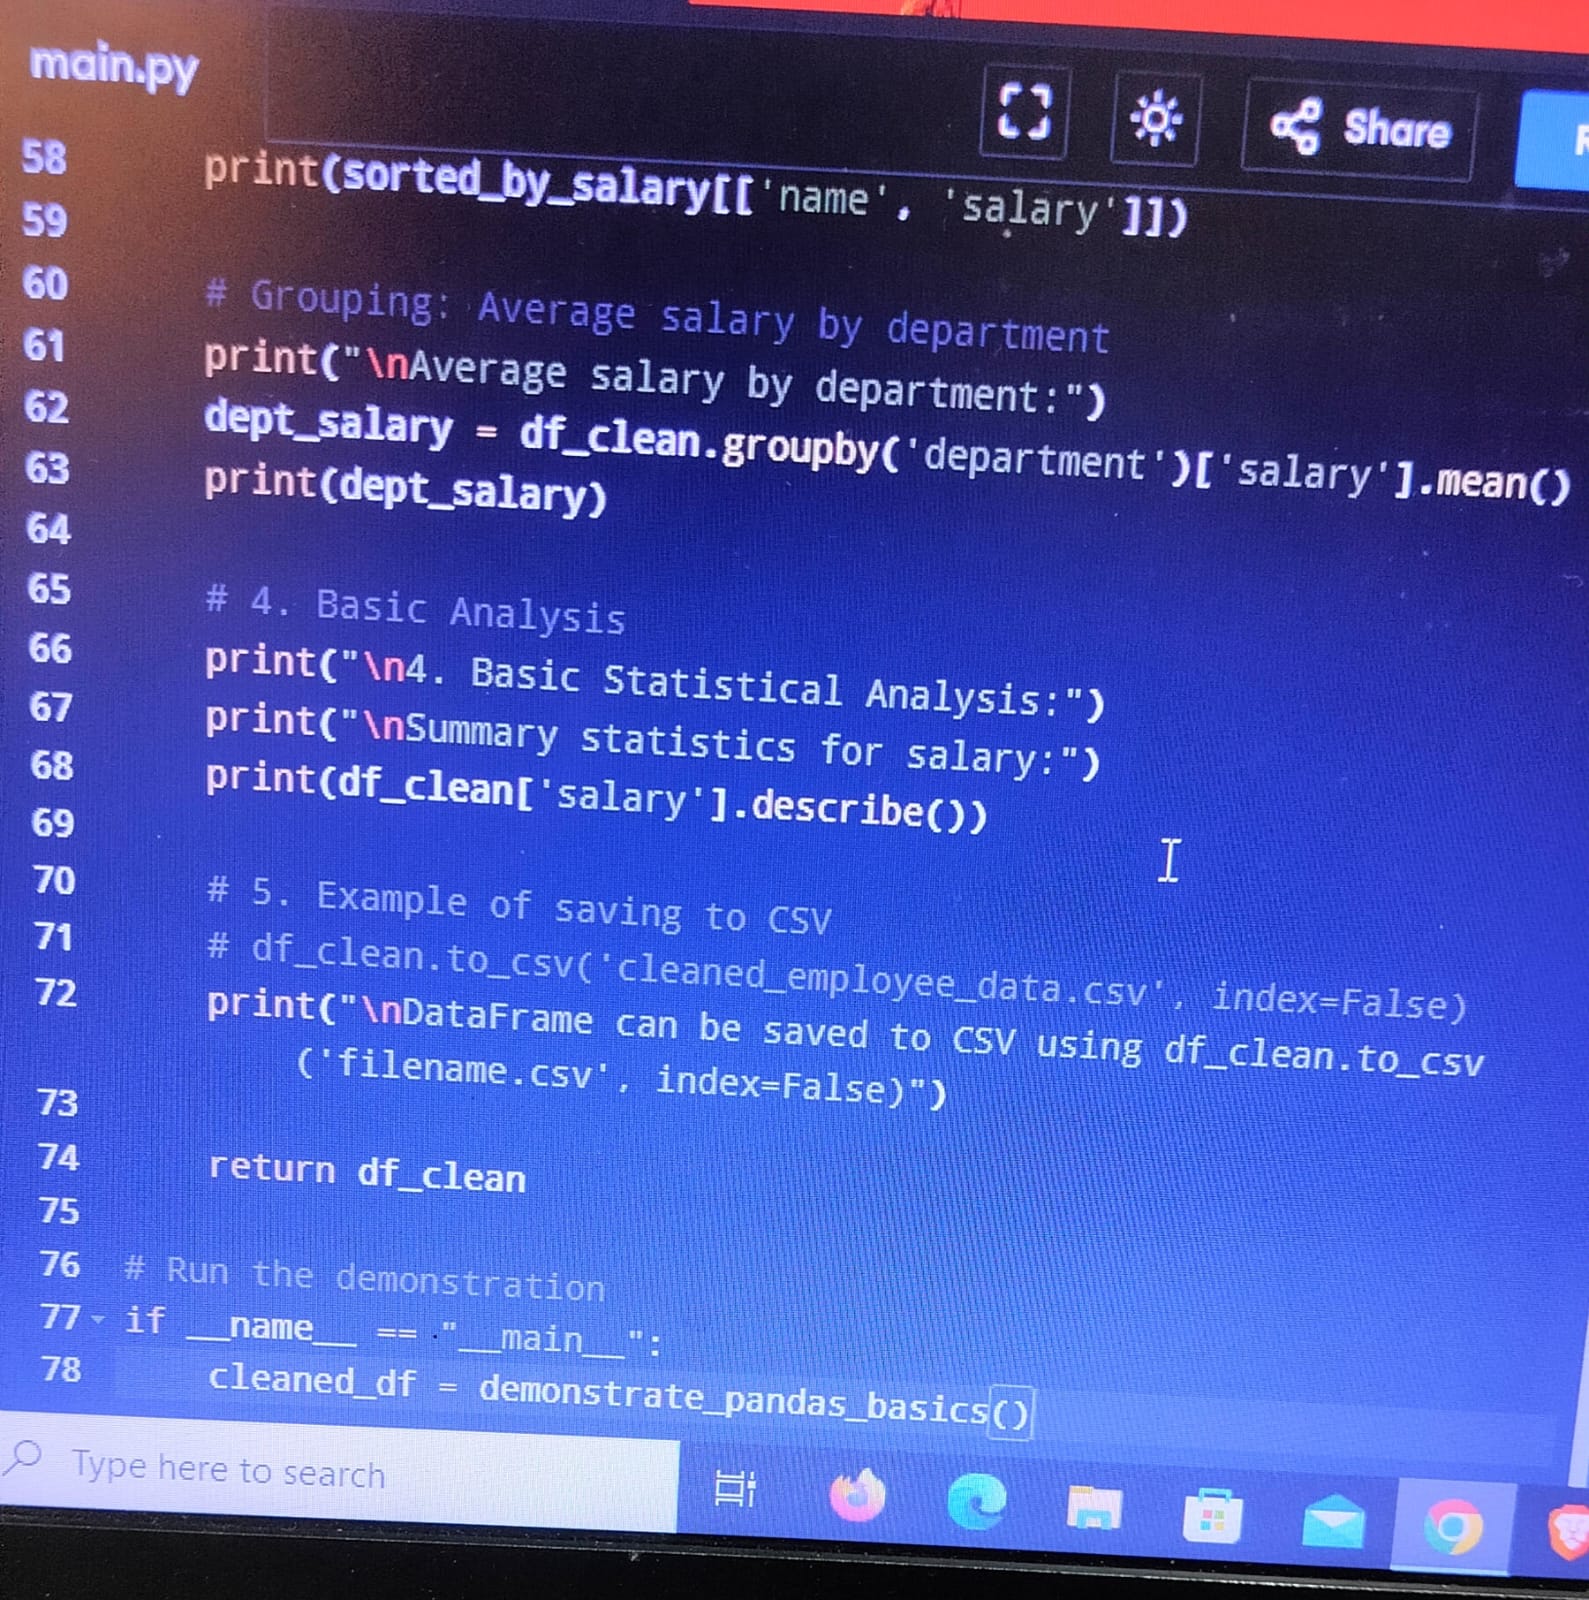 main.py
Share
58 print(sorted_by_salary[['name', 'salary']])
59
60 # Grouping: Average salary by department
61 print("\nAverage salary by department:")
62 dept_salary = df_clean.groupby('department')['salary'].mean()
63 print(dept_salary)
64
65 # 4. Basic Analysis
66 print("\n4. Basic Statistical Analysis:")
67 print("\nSummary statistics for salary:")
68 print(df_clean['salary'].describe())
69
70 # 5. Example of saving to CSV
71 # df_clean.to_csv('cleaned_employee_data.csv', index=False)
72 print("\nDataFrame can be saved to CSV using df_clean.to_csv
('filename.csv', index=False)")
73
74 return df_clean
75
76 # Run the demonstration
77 if __name__ == "__main__":
78 cleaned_df = demonstrate_pandas_basics()
Type here to search